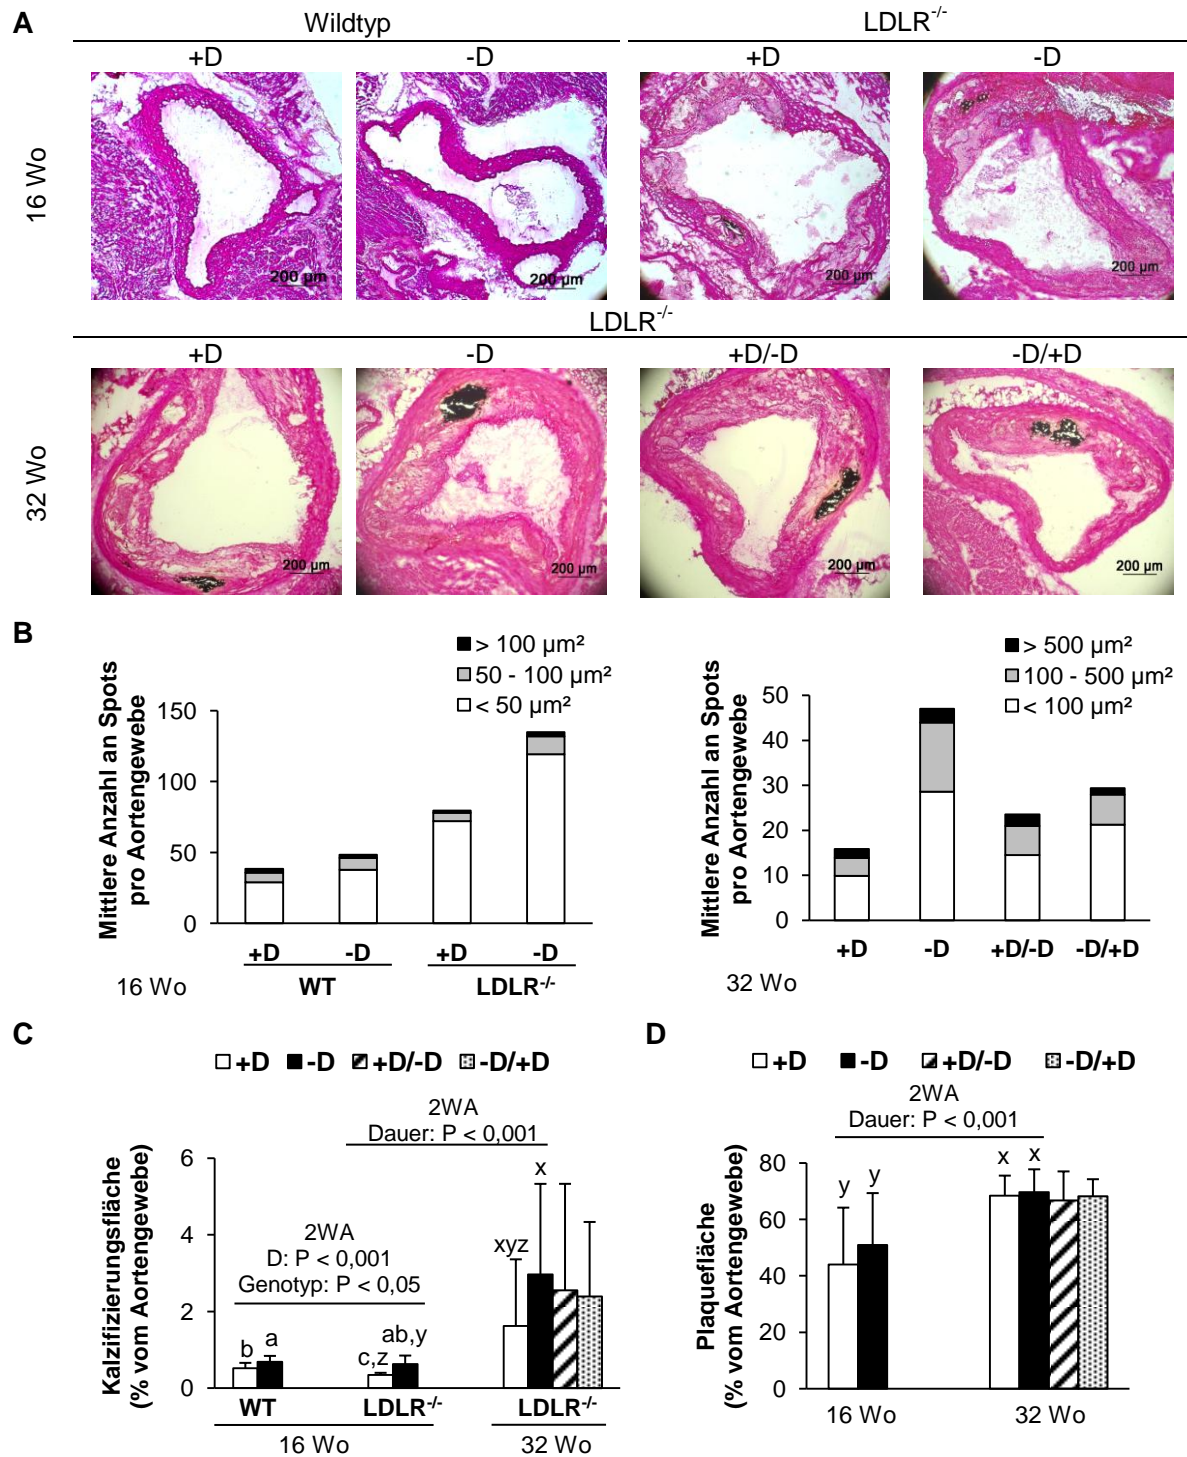 A
Wildtyp
LDLR-/-
+D
-D
+D
-D
16 Wo
200 µm
200 µm
200 µm
200 µm
LDLR-/-
+D
-D
+D/-D
-D/+D
32 Wo
200 µm
200 µm
200 µm
200 µm
B
Mittlere Anzahl an Spots
pro Aortengewebe
> 100 µm²
50 - 100 µm²
< 50 µm²
150
100
50
0
+D
-D
+D
-D
16 Wo
WT
LDLR-/-
Mittlere Anzahl an Spots
pro Aortengewebe
> 500 µm²
100 - 500 µm²
< 100 µm²
50
40
30
20
10
0
+D
-D
+D/-D
-D/+D
32 Wo
C
+D
-D
+D/-D
-D/+D
2WA
Dauer: P < 0,001
Kalzifizierungsfläche
(% vom Aortengewebe)
6
4
2
0
2WA
D: P < 0,001
Genotyp: P < 0,05
b
a
c,z
ab,y
xyz
x
WT
LDLR-/-
LDLR-/-
16 Wo
32 Wo
D
+D
-D
+D/-D
-D/+D
2WA
Dauer: P < 0,001
Plaquefläche
(% vom Aortengewebe)
80
60
40
20
0
y
y
x
x
16 Wo
32 Wo